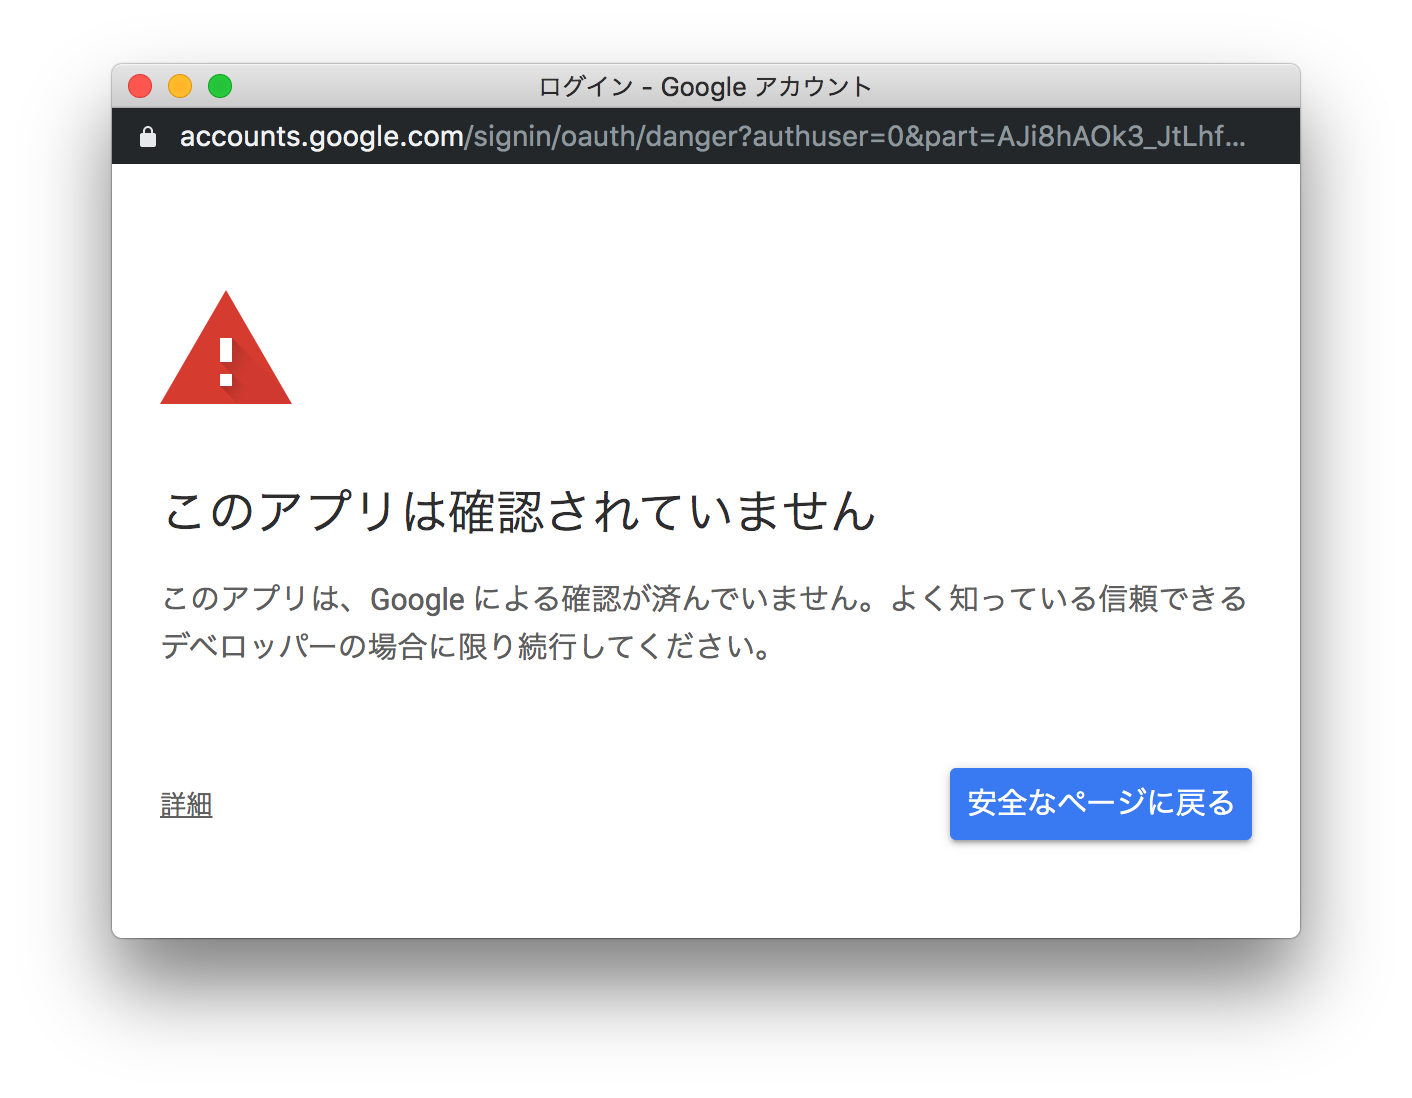 ログイン - Google アカウント
accounts.google.com/signin/oauth/danger?authuser=0&part=AJi8hAOk3_JtLhf...
このアプリは確認されていません
このアプリは、Google による確認が済んでいません。よく知っている信頼できる
デベロッパーの場合に限り続行してください。
詳細
安全なページに戻る